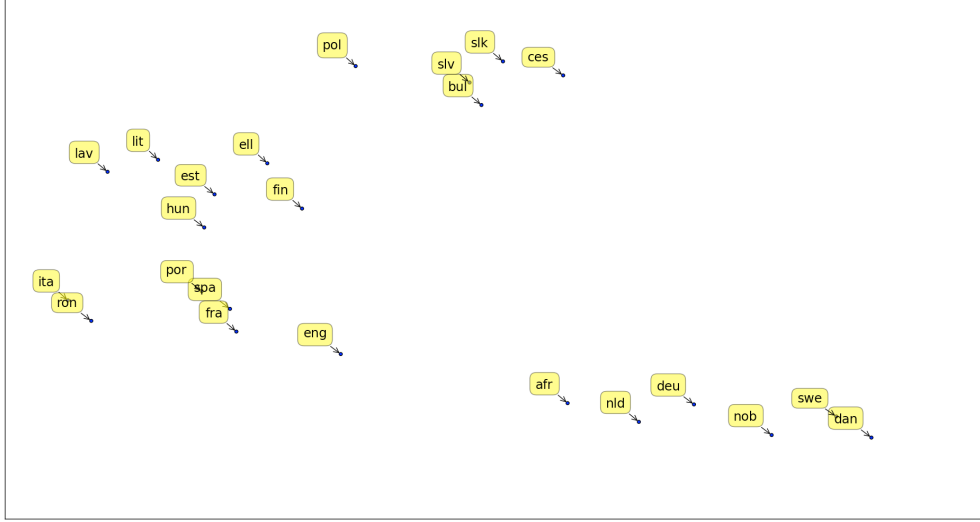 slk
pol
ces
slv
bul
lit
ell
lav
est
fin
hun
por
ita
spa
ron
fra
eng
afr
deu
swe
nld
nob
dan